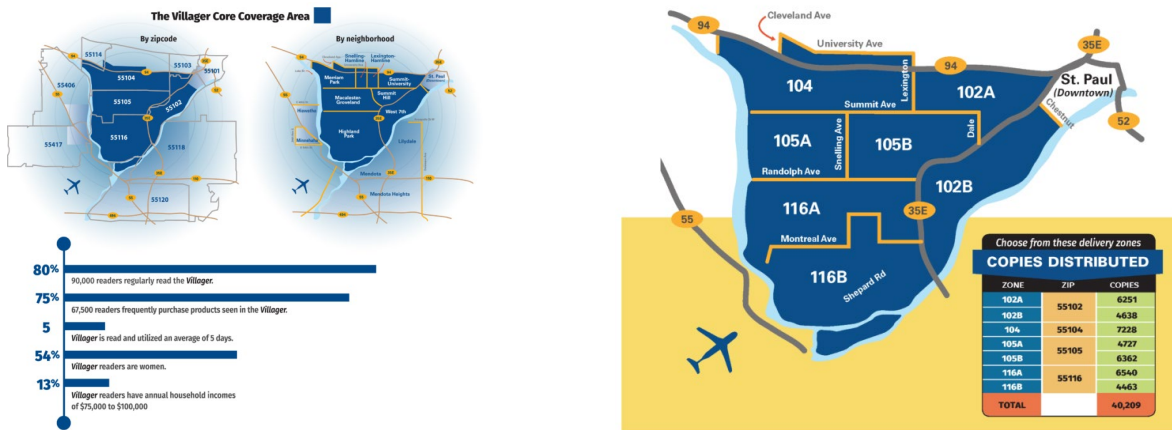 The Villager Core Coverage Area
By zipcode
55114
55103
55101
94
94
35E
52
55104
55406
55
55105
55102
55116
55417
55118
55120
By neighborhood
Snelling-
Hamline
Lexington-
Hamline
Merriam
Park
Summit-
University
St. Paul
(Downtown)
Macalester-
Groveland
Summit
Hill
West 7th
Highland
Park
Lilydale
Mendota
Mendota Heights
80%
90,000 readers regularly read the Villager.
75%
67,500 readers frequently purchase products seen in the Villager.
5
Villager is read and utilized an average of 5 days.
54%
Villager readers are women.
13%
Villager readers have annual household incomes
of $75,000 to $100,000
Cleveland Ave
94
University Ave
35E
94
104
Lexington
102A
St. Paul
(Downtown)
Summit Ave
Chestnut
52
105A
Snelling Ave
105B
Dale
Randolph Ave
102B
116A
35E
55
Montreal Ave
116B
Shepard Rd
Choose from these delivery zones
COPIES DISTRIBUTED
ZONE ZIP COPIES
102A 55102 6251
102B 4638
104 55104 7228
105A 55105 4727
105B 6362
116A 55116 6540
116B 4463
TOTAL 40,209